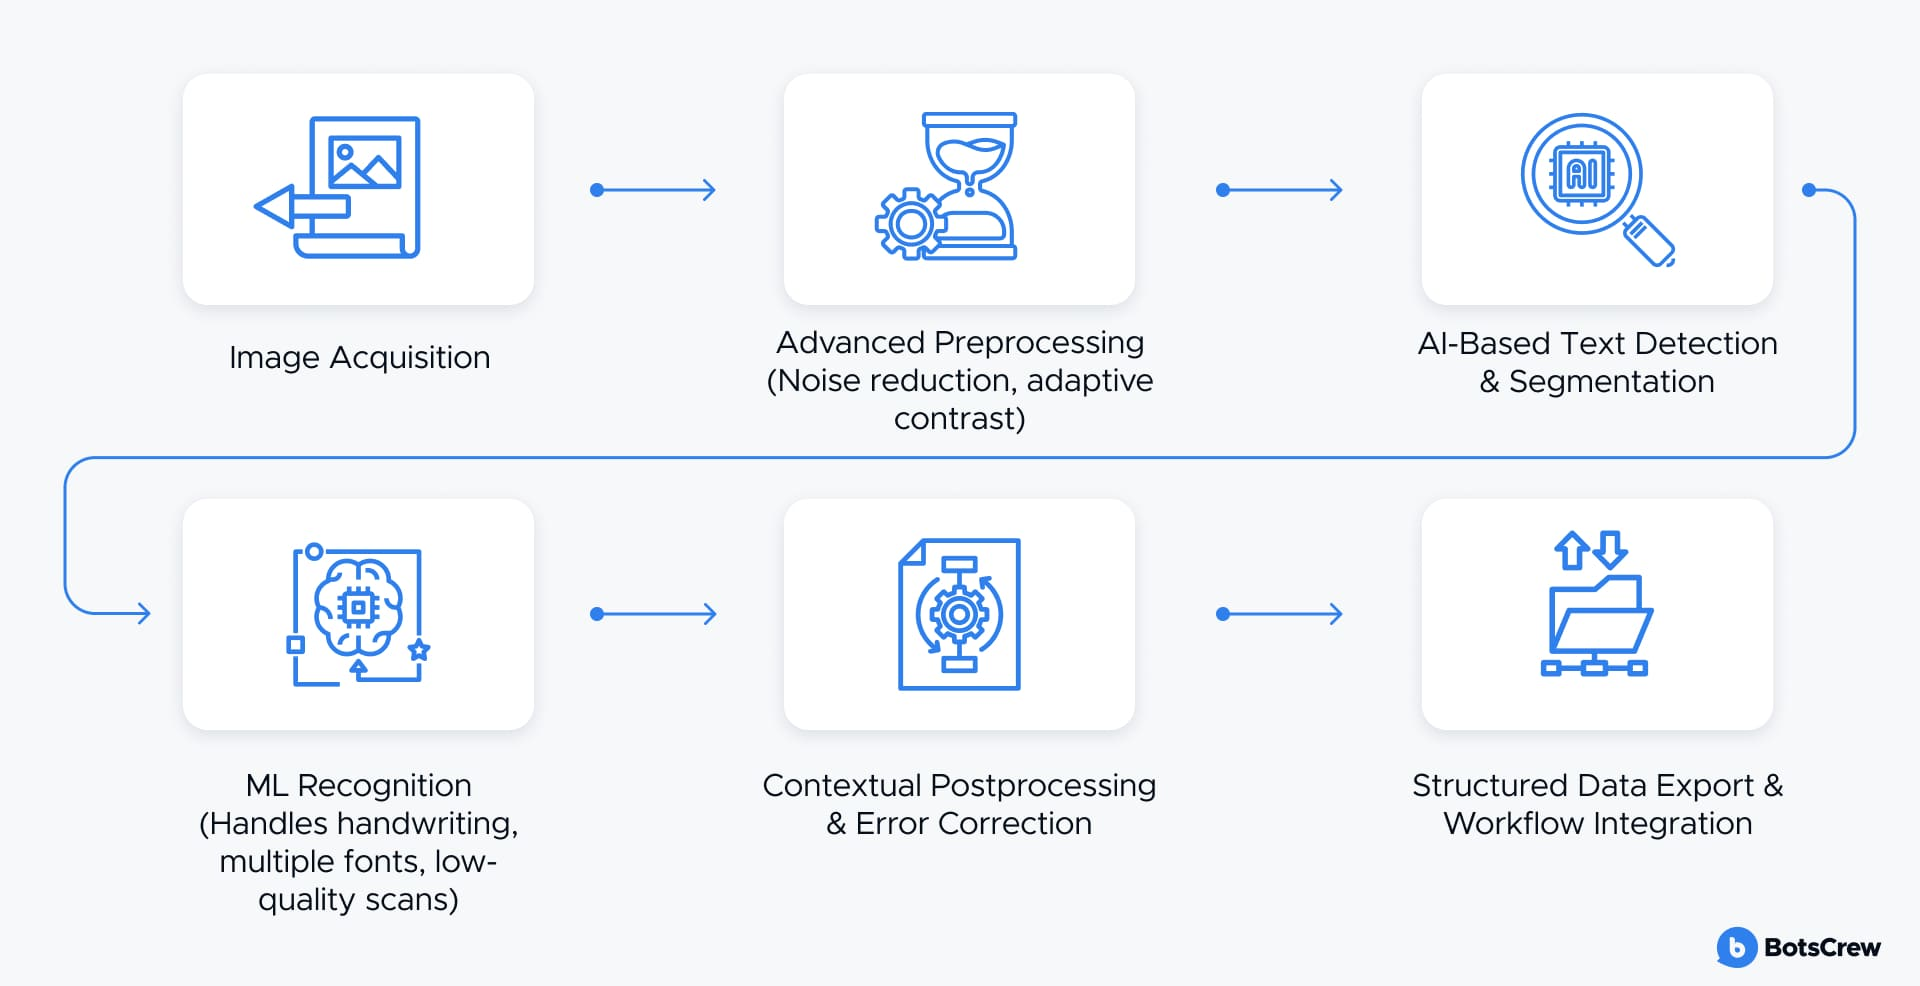 AI
Image Acquisition
Advanced Preprocessing
(Noise reduction, adaptive
contrast)
AI-Based Text Detection
& Segmentation
ML Recognition
(Handles handwriting,
multiple fonts, low-
quality scans)
Contextual Postprocessing
& Error Correction
Structured Data Export &
Workflow Integration
b BotsCrew